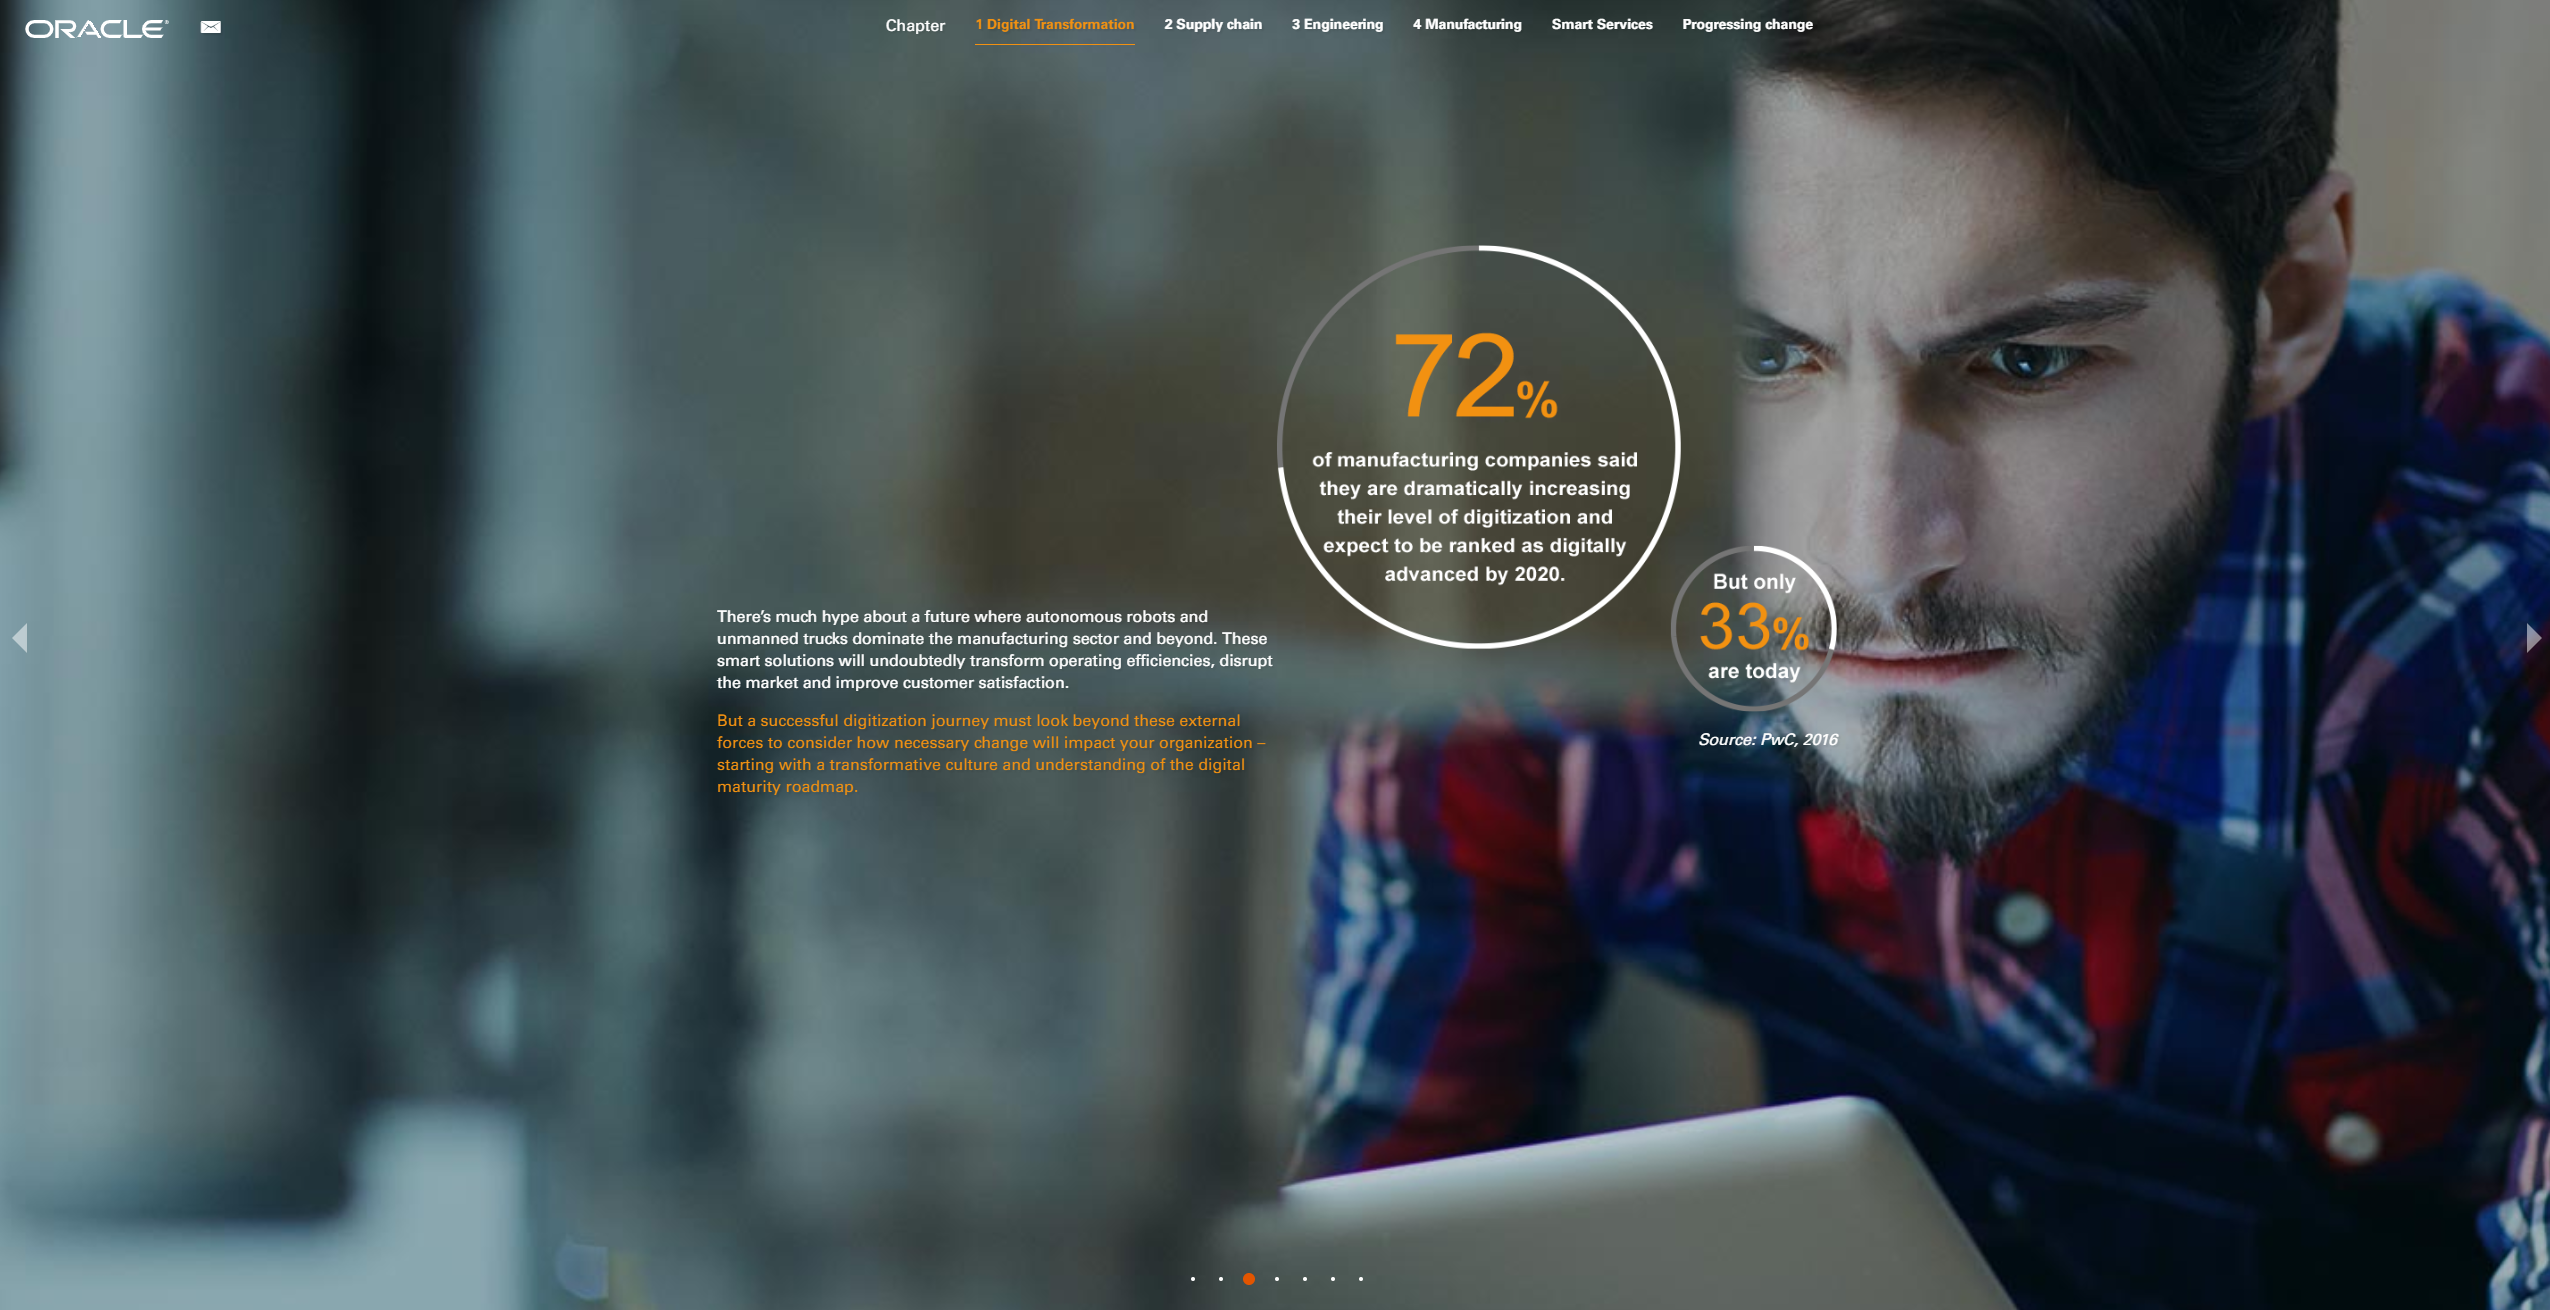 ORACLE
Chapter
1 Digital Transformation
2 Supply chain
3 Engineering
4 Manufacturing
Smart Services
Progressing change
72%
of manufacturing companies said
they are dramatically increasing
their level of digitization and
expect to be ranked as digitally
advanced by 2020.
But only
33%
are today
Source: PwC, 2016
There’s much hype about a future where autonomous robots and
unmanned trucks dominate the manufacturing sector and beyond. These
smart solutions will undoubtedly transform operating efficiencies, disrupt
the market and improve customer satisfaction.
But a successful digitization journey must look beyond these external
forces to consider how necessary change will impact your organization –
starting with a transformative culture and understanding of the digital
maturity roadmap.